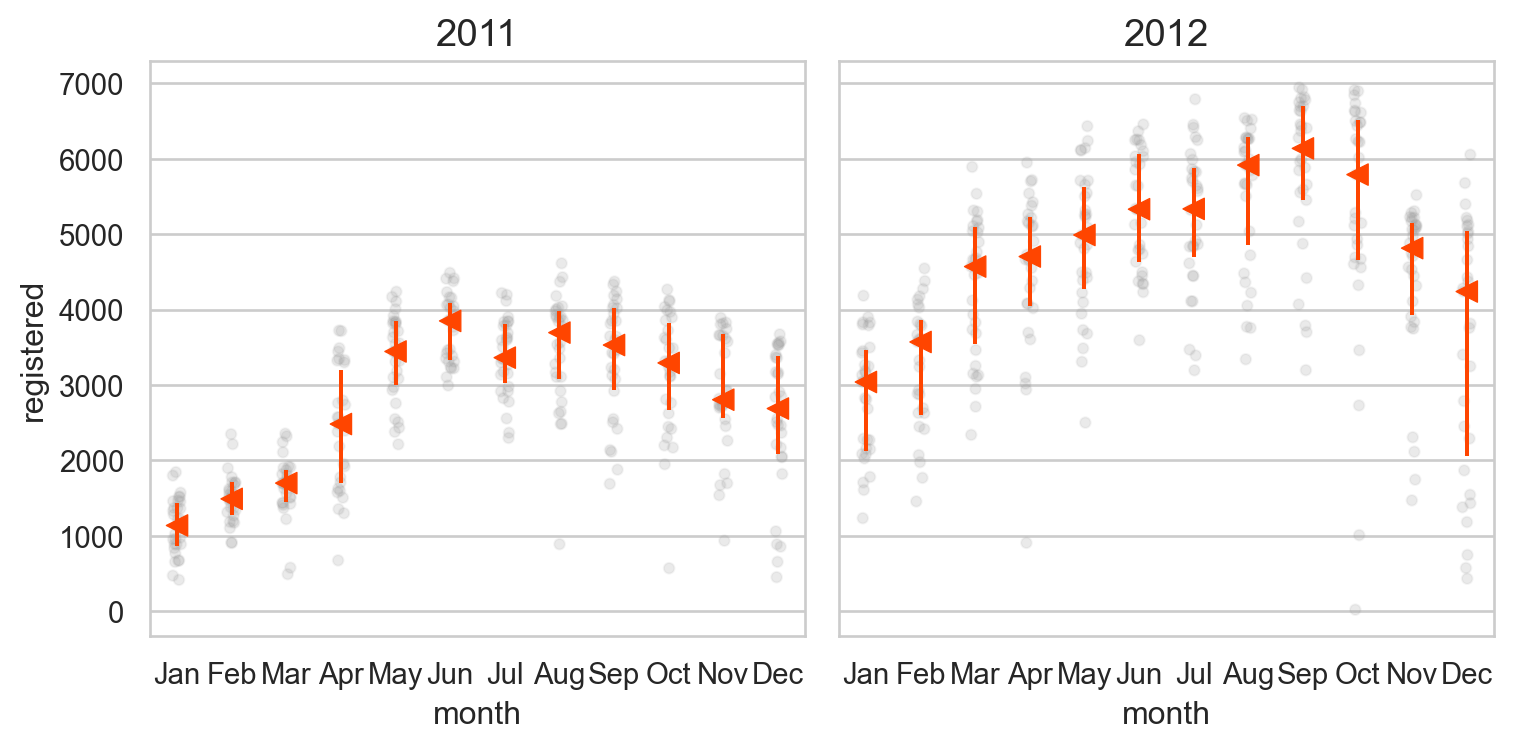 2011
2012
registered
7000
6000
5000
4000
3000
2000
1000
0
Jan Feb Mar Apr May Jun Jul Aug Sep Oct Nov Dec
Jan Feb Mar Apr May Jun Jul Aug Sep Oct Nov Dec
month
month